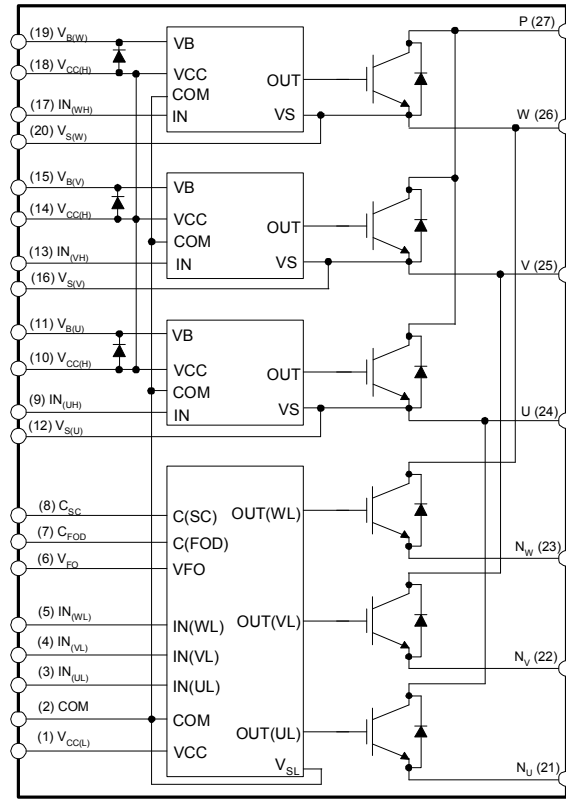 (19) VB(W)
(18) VCC(H)
(17) IN(WH)
(20) VS(W)
VB
VCC
COM
IN
OUT
VS
P (27)
W (26)
(15) VB(V)
(14) VCC(H)
(13) IN(VH)
(16) VS(V)
VB
VCC
COM
IN
OUT
VS
V (25)
(11) VB(U)
(10) VCC(H)
(9) IN(UH)
(12) VS(U)
VB
VCC
COM
IN
OUT
VS
U (24)
(8) CSC
(7) CFOD
(6) VFO
(5) IN(WL)
(4) IN(VL)
(3) IN(UL)
(2) COM
(1) VCC(L)
C(SC)
C(FOD)
VFO
IN(WL)
IN(VL)
IN(UL)
COM
VCC
OUT(WL)
OUT(VL)
OUT(UL)
VSL
NW (23)
NV (22)
NU (21)